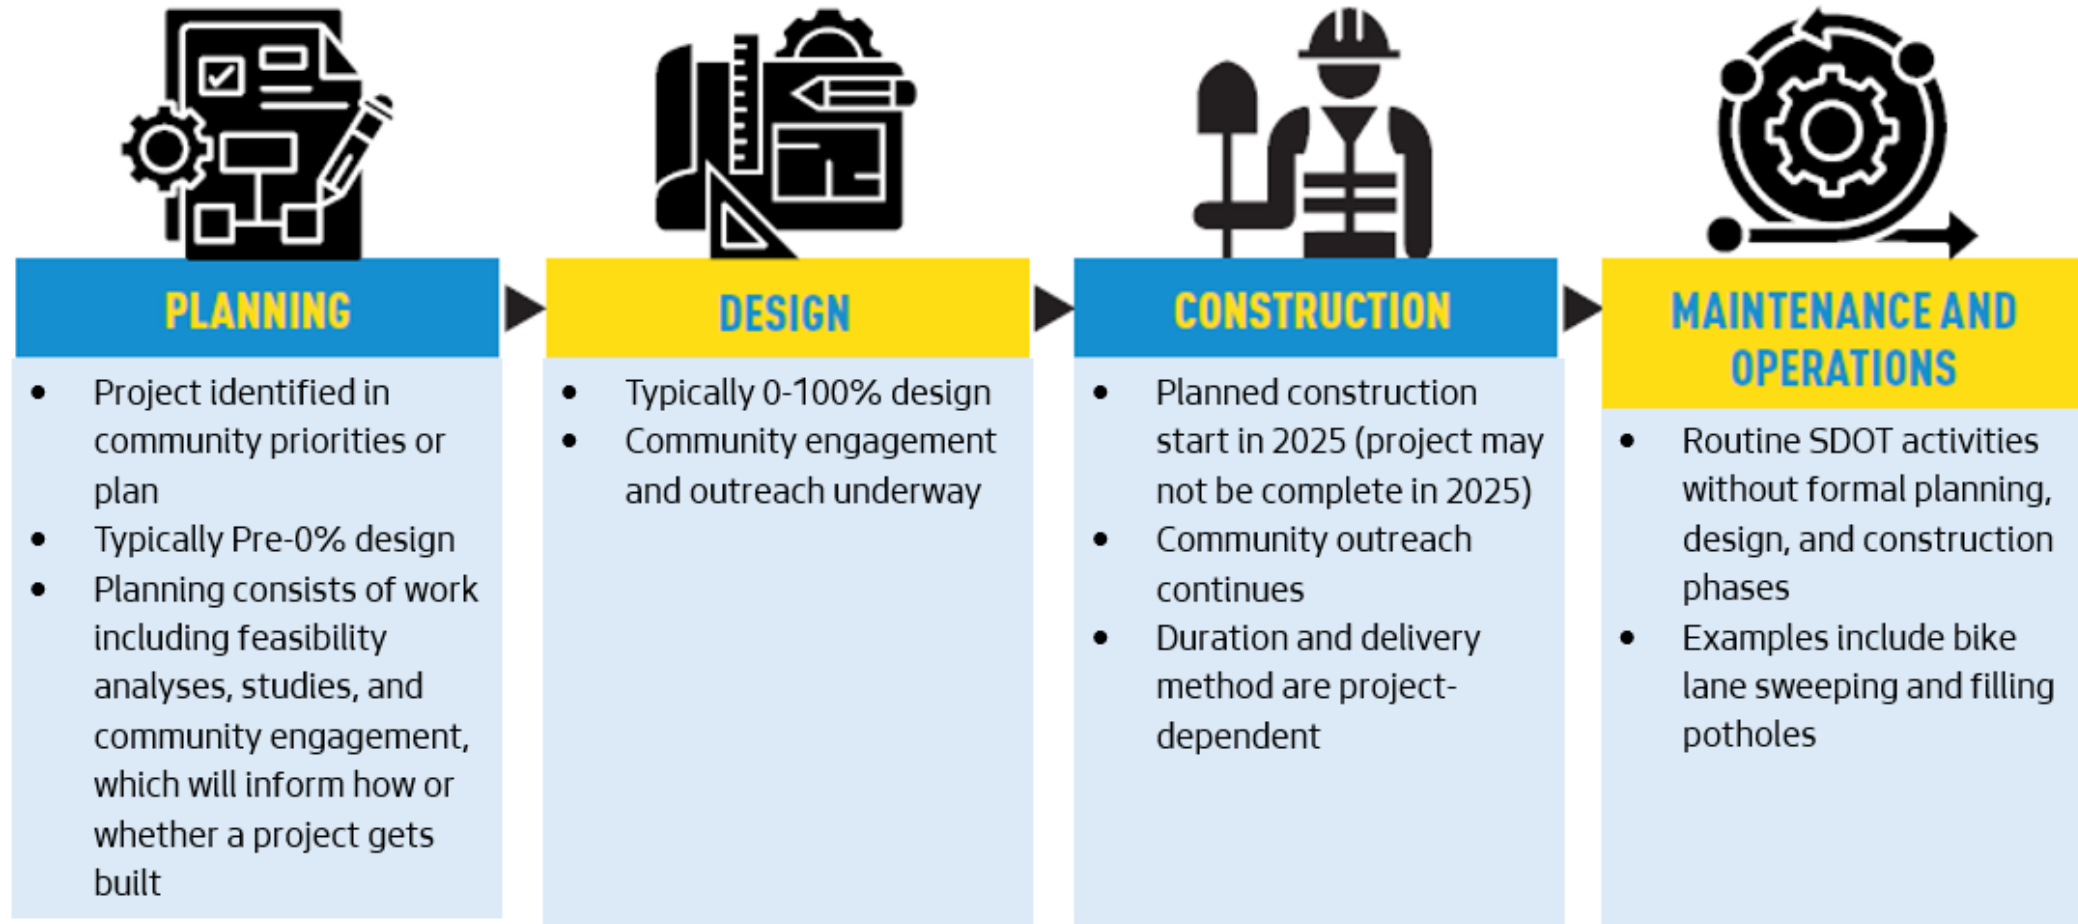 PLANNING
• Project identified in
community priorities or
plan
• Typically Pre-0% design
• Planning consists of work
including feasibility
analyses, studies, and
community engagement,
which will inform how or
whether a project gets
built
DESIGN
• Typically 0-100% design
• Community engagement
and outreach underway
CONSTRUCTION
• Planned construction
start in 2025 (project may
not be complete in 2025)
• Community outreach
continues
• Duration and delivery
method are project-
dependent
MAINTENANCE AND
OPERATIONS
• Routine SDOT activities
without formal planning,
design, and construction
phases
• Examples include bike
lane sweeping and filling
potholes